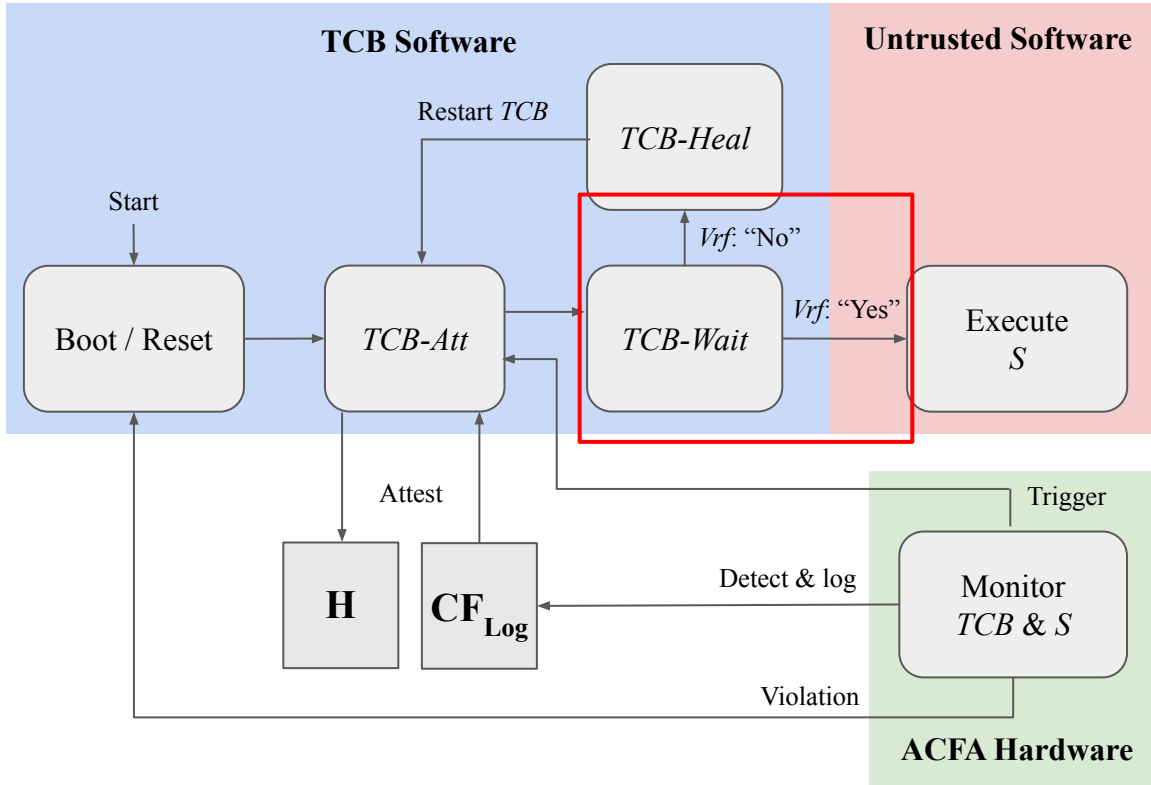 TCB Software
Untrusted Software
Restart TCB
TCB-Heal
Start
Vrf: “No”
Vrf: “Yes”
Boot / Reset
TCB-Att
TCB-Wait
Execute
S
Attest
Trigger
H
CF_Log
Detect & log
Monitor
TCB & S
Violation
ACFA Hardware